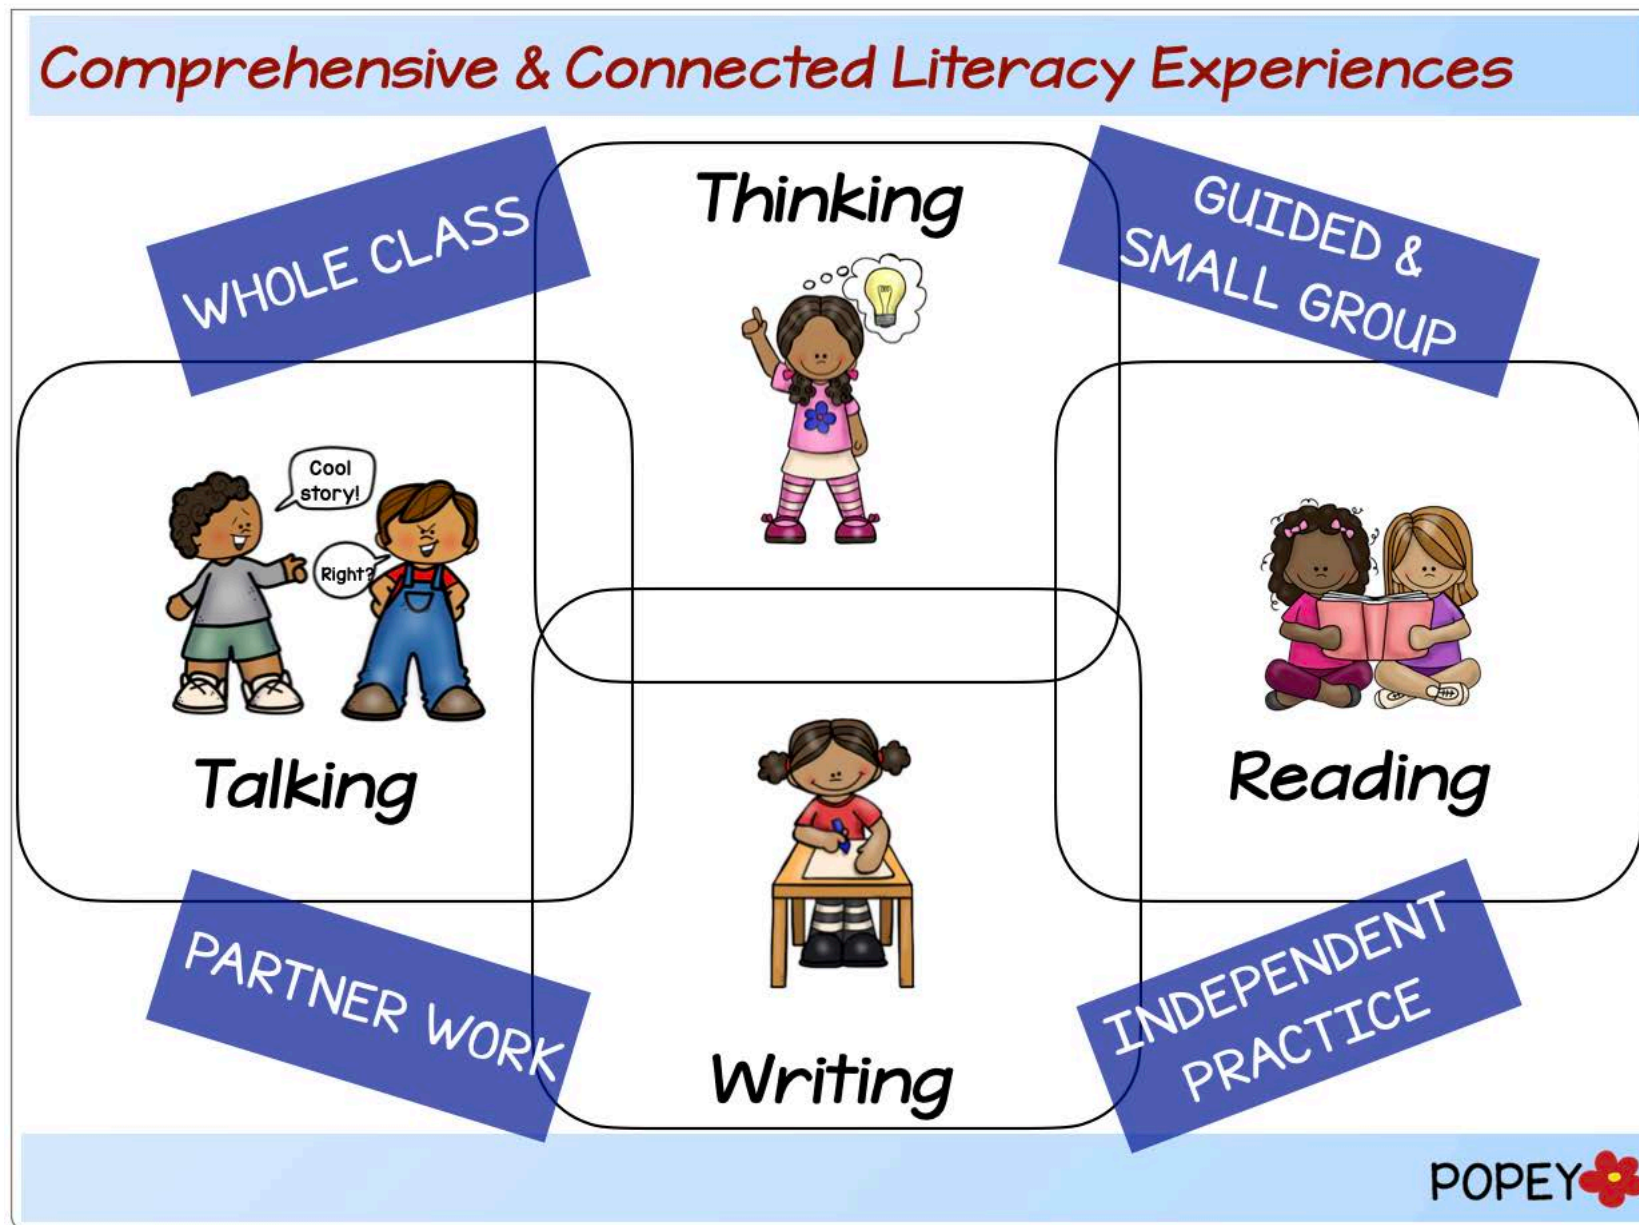 Comprehensive & Connected Literacy Experiences
WHOLE CLASS
Thinking
GUIDED &
SMALL GROUP
Cool
story!
Right?
Talking
Reading
PARTNER WORK
Writing
INDEPENDENT
PRACTICE
POPEY